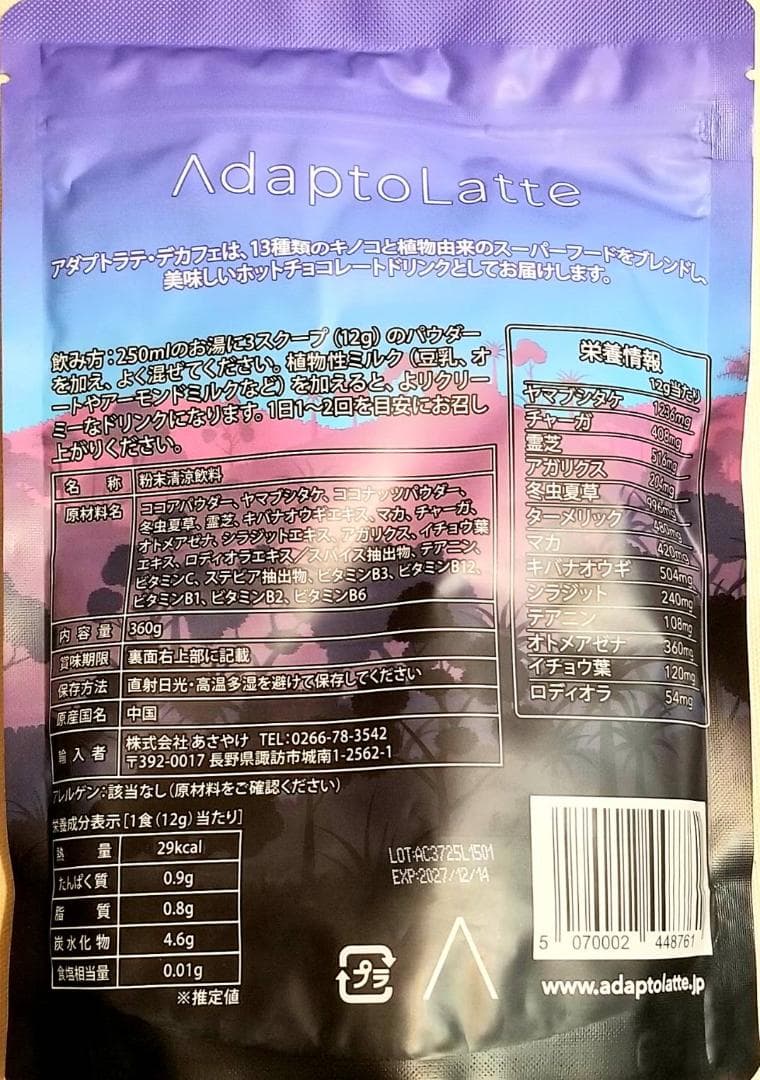 AdaptoLatte
アダプトラテ・デカフェは、13種類のキノコと植物由来のスーパーフードをブレンドし、
美味しいホットチョコレートドリンクとしてお届けします。
飲み方：250mlのお湯に3スクープ（12g）のパウダー
を加え、よく混ぜてください。植物性ミルク（豆乳、オ
ートやアーモンドミルクなど）を加えると、よりクリー
ミーなドリンクになります。1日1～2回を目安にお召し
上がりください。
名称 粉末清涼飲料
原材料名 ココアパウダー、ヤマブシタケ、ココナッツパウダー、
冬虫夏草、霊芝、キバナオウギエキス、マカ、チャーガ、
オトメアゼナ、シラジットエキス、アガリクス、イチョウ葉
エキス、ロディオラエキス／スパイス抽出物、テアニン、
ビタミンC、ステビア抽出物、ビタミンB3、ビタミンB12、
ビタミンB1、ビタミンB2、ビタミンB6
内容量 360g
賞味期限 裏面右上部に記載
保存方法 直射日光・高温多湿を避けて保存してください
原産国名 中国
輸入者 株式会社 あさやけ TEL：0266-78-3542
〒392-0017 長野県諏訪市城南1-2562-1
アレルゲン：該当なし（原材料をご確認ください）
栄養成分表示［1食（12g）当たり］
熱量 29kcal
たんぱく質 0.9g
脂質 0.8g
炭水化物 4.6g
食塩相当量 0.01g
※推定値
栄養情報
12g当たり
ヤマブシタケ 1236mg
チャーガ 408mg
霊芝 516mg
アガリクス 204mg
冬虫夏草 996mg
ターメリック 480mg
マカ 420mg
キバナオウギ 504mg
シラジット 240mg
テアニン 108mg
オトメアゼナ 360mg
イチョウ葉 120mg
ロディオラ 54mg
LOT:AC3725L1501
EXP:2027/12/14
プラ
5 070002 448761
www.adaptolatte.jp